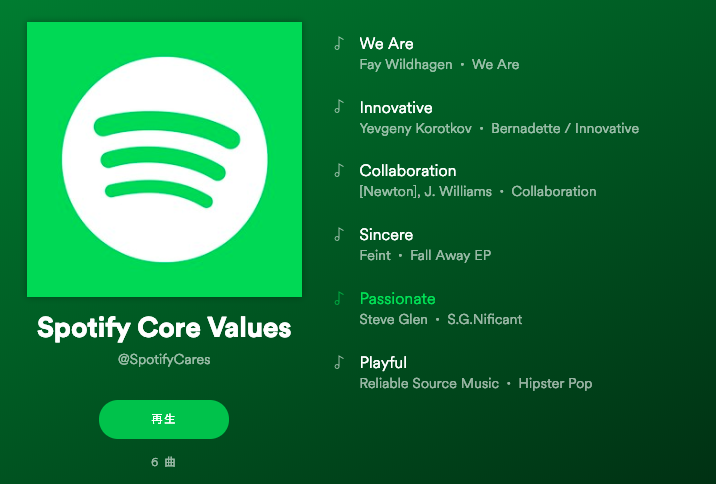 Spotify Core Values
@SpotifyCares
再生
6 曲
We Are
Fay Wildhagen • We Are
Innovative
Yevgeny Korotkov • Bernadette / Innovative
Collaboration
[Newton], J. Williams • Collaboration
Sincere
Feint • Fall Away EP
Passionate
Steve Glen • S.G.Nificant
Playful
Reliable Source Music • Hipster Pop